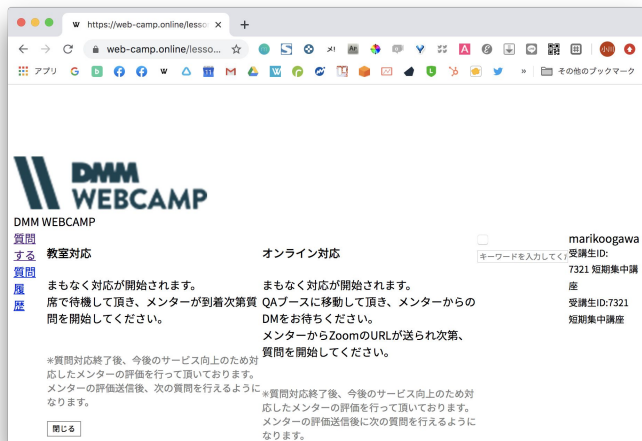 https://web-camp.online/lesso
web-camp.online/lesso...
小川
アプリ
その他のブックマーク
DMM
WEBCAMP
DMM WEBCAMP
質問
する
質問
履
歴
教室対応
まもなく対応が開始されます。
席で待機して頂き、メンターが到着次第質
問を開始してください。
※質問対応終了後、今後のサービス向上のため対
応したメンターの評価を行って頂いております。
メンターの評価送信後、次の質問を行えるように
なります。
閉じる
オンライン対応
まもなく対応が開始されます。
QAブースに移動して頂き、メンターからの
DMをお待ちください。
メンターからZoomのURLが送られ次第、
質問を開始してください。
※質問対応終了後、今後のサービス向上のため対
応したメンターの評価を行って頂いております。
メンターの評価送信後に次の質問を行えるように
なります。
キーワードを入力してくだ
marikoogawa
受講生ID:
7321 短期集中講
座
受講生ID:7321
短期集中講座